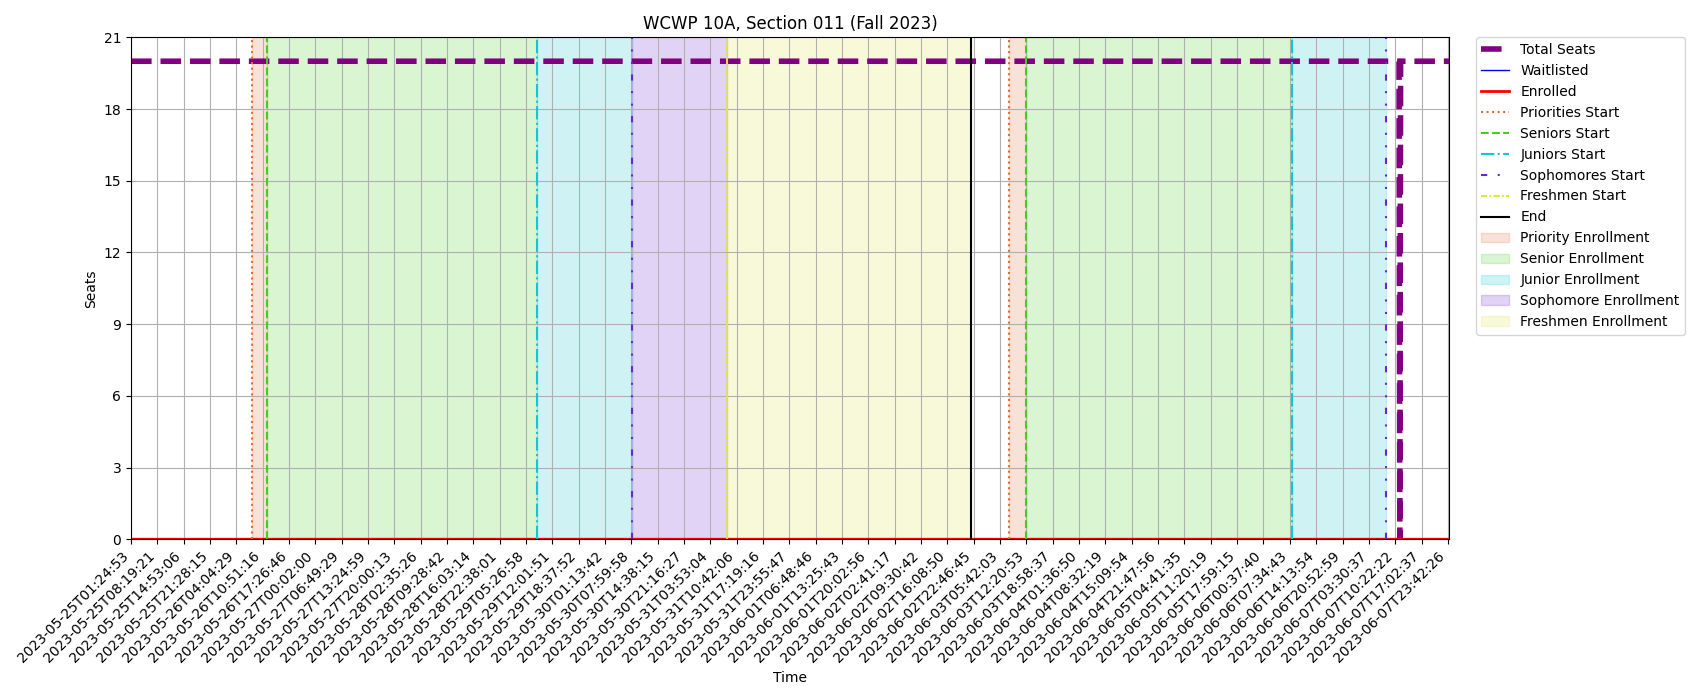 WCWP 10A, Section 011 (Fall 2023)
Seats
21
18
15
12
9
6
3
0
2023-05-25T01:24:53
2023-05-25T08:19:21
2023-05-25T14:53:06
2023-05-25T21:28:15
2023-05-26T04:04:29
2023-05-26T10:51:16
2023-05-26T17:26:46
2023-05-27T00:02:00
2023-05-27T06:49:29
2023-05-27T13:24:59
2023-05-27T20:00:13
2023-05-28T02:35:26
2023-05-28T09:28:42
2023-05-28T16:03:14
2023-05-28T22:38:01
2023-05-29T05:26:58
2023-05-29T12:01:51
2023-05-29T18:37:52
2023-05-30T01:13:42
2023-05-30T07:59:58
2023-05-30T14:38:15
2023-05-30T21:16:27
2023-05-31T03:53:04
2023-05-31T10:42:06
2023-05-31T17:19:16
2023-05-31T23:55:47
2023-06-01T06:48:46
2023-06-01T13:25:43
2023-06-01T20:02:56
2023-06-02T02:41:17
2023-06-02T09:30:42
2023-06-02T16:08:50
2023-06-02T22:46:45
2023-06-03T05:42:03
2023-06-03T12:20:53
2023-06-03T18:58:37
2023-06-04T01:36:50
2023-06-04T08:32:19
2023-06-04T15:09:54
2023-06-04T21:47:56
2023-06-05T04:41:35
2023-06-05T11:20:19
2023-06-05T17:59:15
2023-06-06T00:37:40
2023-06-06T07:34:43
2023-06-06T14:13:54
2023-06-06T20:52:59
2023-06-07T03:30:37
2023-06-07T10:22:22
2023-06-07T17:02:37
2023-06-07T23:42:26
Time
Total Seats
Waitlisted
Enrolled
Priorities Start
Seniors Start
Juniors Start
Sophomores Start
Freshmen Start
End
Priority Enrollment
Senior Enrollment
Junior Enrollment
Sophomore Enrollment
Freshmen Enrollment